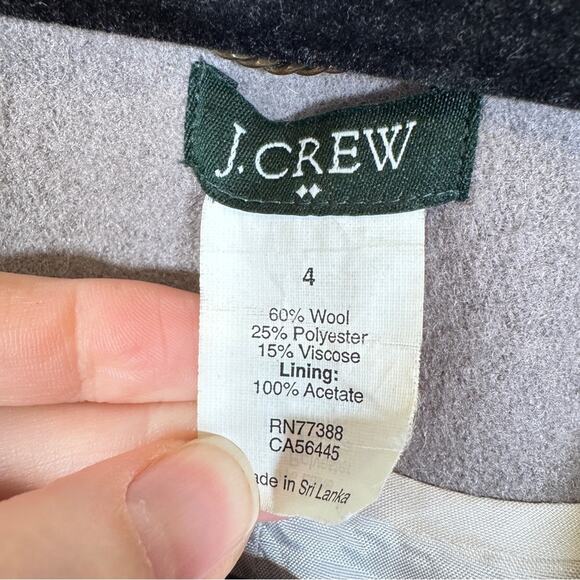 J.CREW
4
60% Wool
25% Polyester
15% Viscose
Lining:
100% Acetate
RN77388
CA56445
ade in Sri Lanka